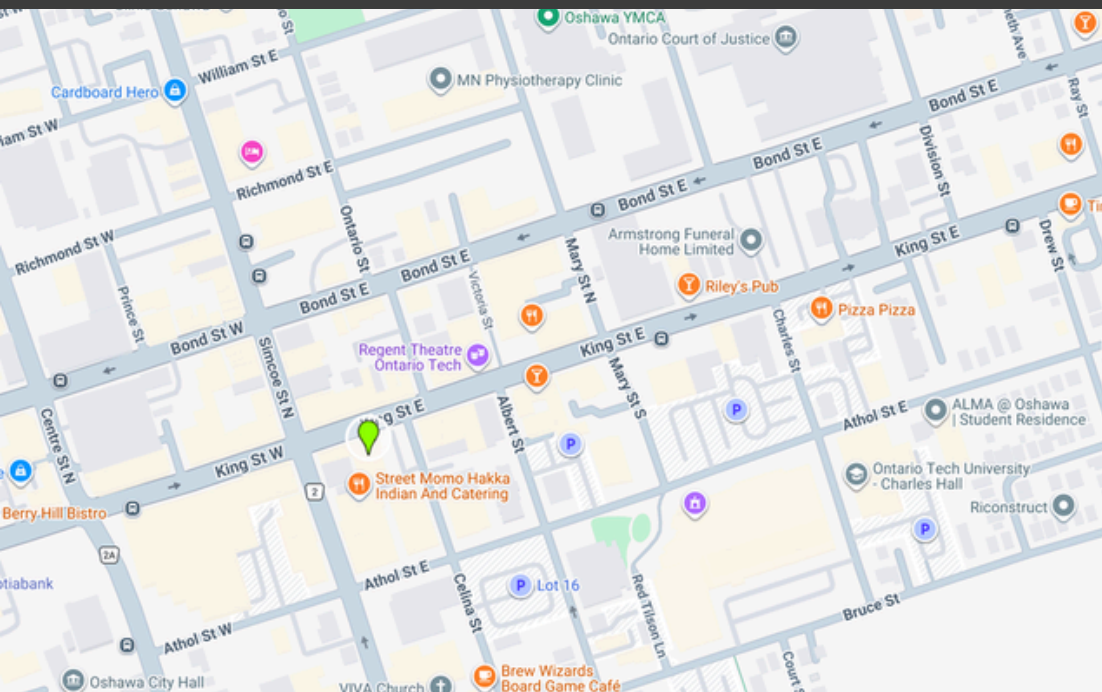 Oshawa YMCA
Ontario Court of Justice
William St E
MN Physiotherapy Clinic
Cardboard Hero
Bond St E
Ray St
Bond St E
Division St
Richmond St E
Bond St E
Ontario St
Richmond St W
Armstrong Funeral
Home Limited
King St E
Drew St
Mary St N
Bond St E
Victoria St
Riley's Pub
Bond St E
Prince St
Pizza Pizza
Bond St W
King St E
Charles St
Regent Theatre
Ontario Tech
Simcoe St N
Mary St S
Albert St
Athol St E
ALMA @ Oshawa
| Student Residence
Centre St N
King St W
Street Momo Hakka
Indian And Catering
2
P
P
Ontario Tech University
- Charles Hall
Riconstruct
Berry Hill Bistro
2A
P
Athol St E
Celina St
P Lot 16
Red Tilson Ln
Bruce St
Athol St W
Oshawa City Hall
VIVA Church
Brew Wizards
Board Game Café
Court S